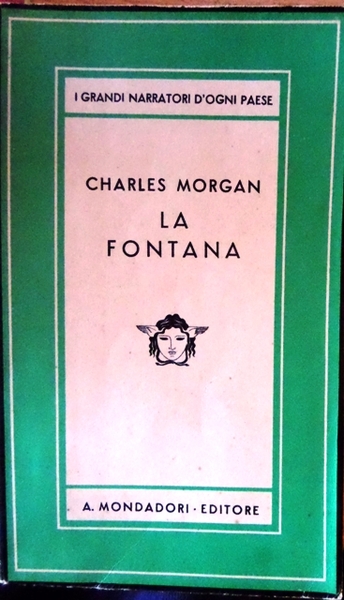 I GRANDI NARRATORI D'OGNI PAESE
CHARLES MORGAN
LA
FONTANA
A. MONDADORI · EDITORE